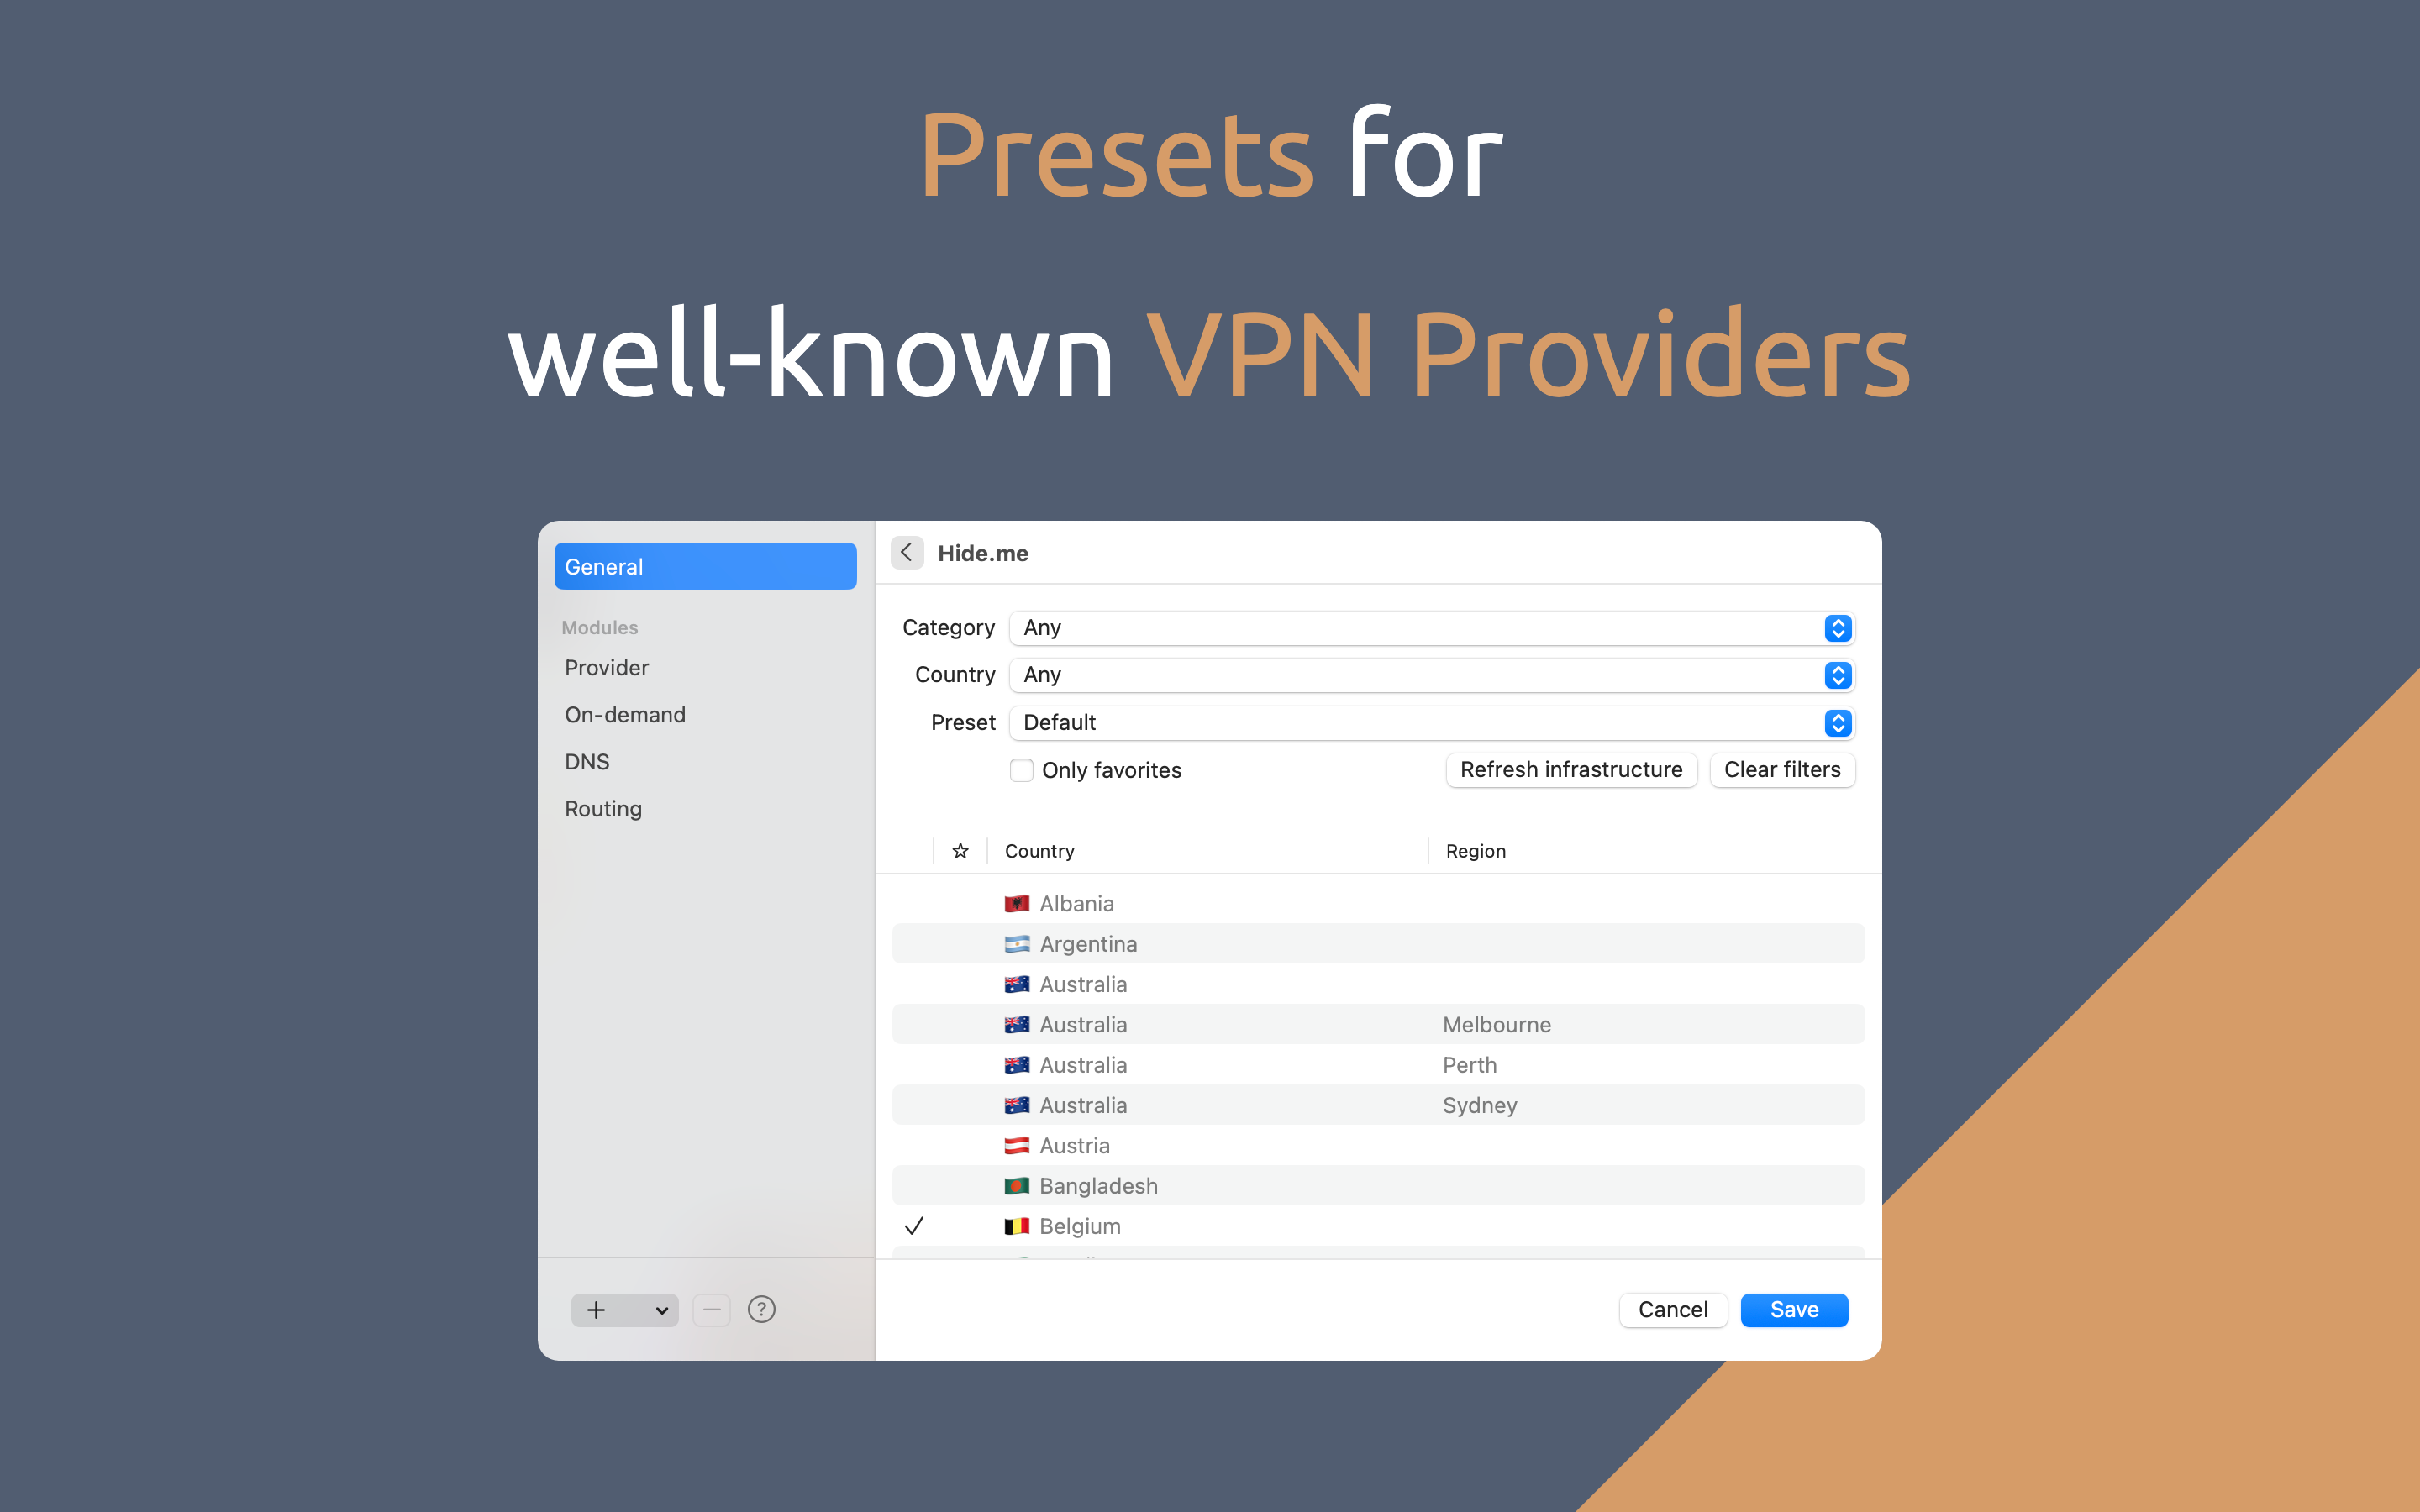 Presets for
well-known VPN Providers
General
Modules
Provider
On-demand
DNS
Routing
Hide.me
Category Any
Country Any
Preset Default
Only favorites Refresh infrastructure Clear filters
Country Region
Albania
Argentina
Australia
Australia Melbourne
Australia Perth
Australia Sydney
Austria
Bangladesh
Belgium
Cancel Save